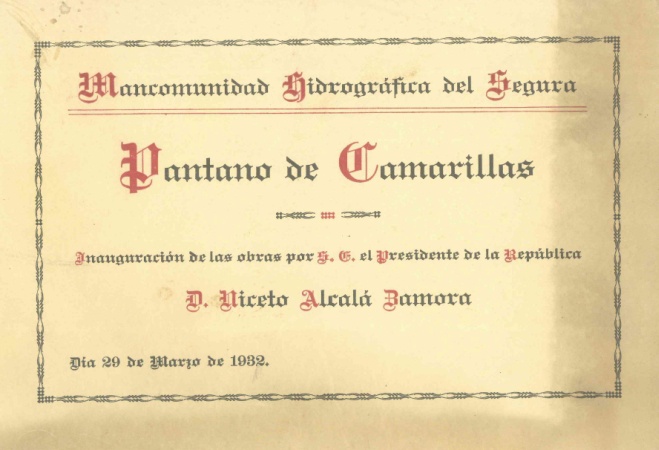 Mancomunidad Hidrográfica del Segura
Pantano de Camarillas
Inauguración de las obras por S. E. el Presidente de la República
D. Niceto Alcalá Zamora
Dia 29 de Marzo de 1932.